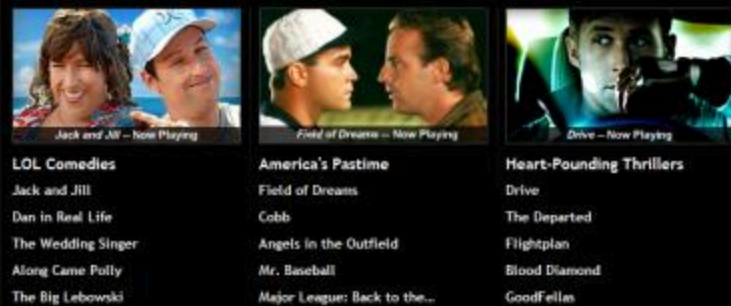 Jack and Jill – Now Playing
Field of Dreams – Now Playing
Drive – Now Playing
LOL Comedies
Jack and Jill
Dan in Real Life
The Wedding Singer
Along Came Polly
The Big Lebowski
America's Pastime
Field of Dreams
Cobb
Angels in the Outfield
Mr. Baseball
Major League: Back to the...
Heart-Pounding Thrillers
Drive
The Departed
Flightplan
Blood Diamond
GoodFellas